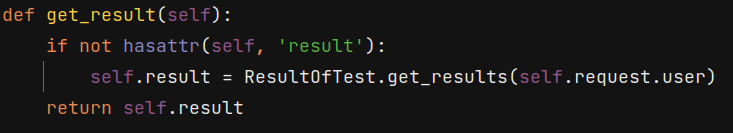 def get_result(self):
    if not hasattr(self, 'result'):
        self.result = ResultOfTest.get_results(self.request.user)
    return self.result